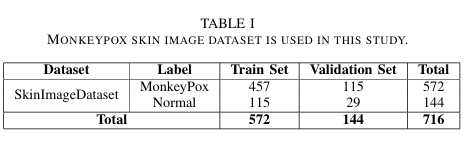 TABLE I
MONKEYPOX SKIN IMAGE DATASET IS USED IN THIS STUDY.
Dataset Label Train Set Validation Set Total
SkinImageDataset MonkeyPox 457 115 572
Normal 115 29 144
Total 572 144 716